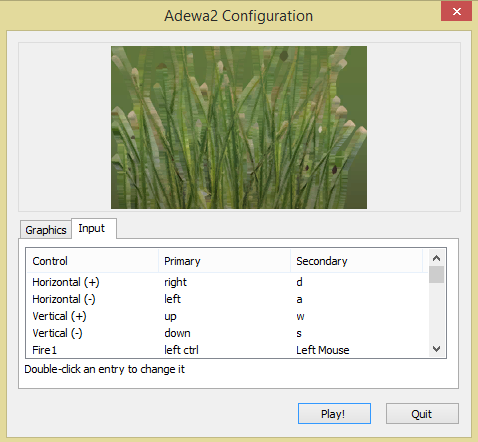 Adewa2 Configuration
Graphics Input
Control Primary Secondary
Horizontal (+) right d
Horizontal (-) left a
Vertical (+) up w
Vertical (-) down s
Fire1 left ctrl Left Mouse
Double-click an entry to change it
Play! Quit